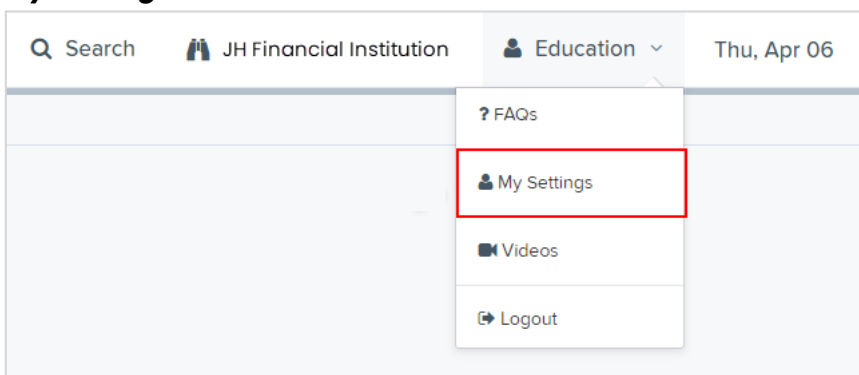 Search JH Financial Institution Education Thu, Apr 06
? FAQs
My Settings
Videos
Logout